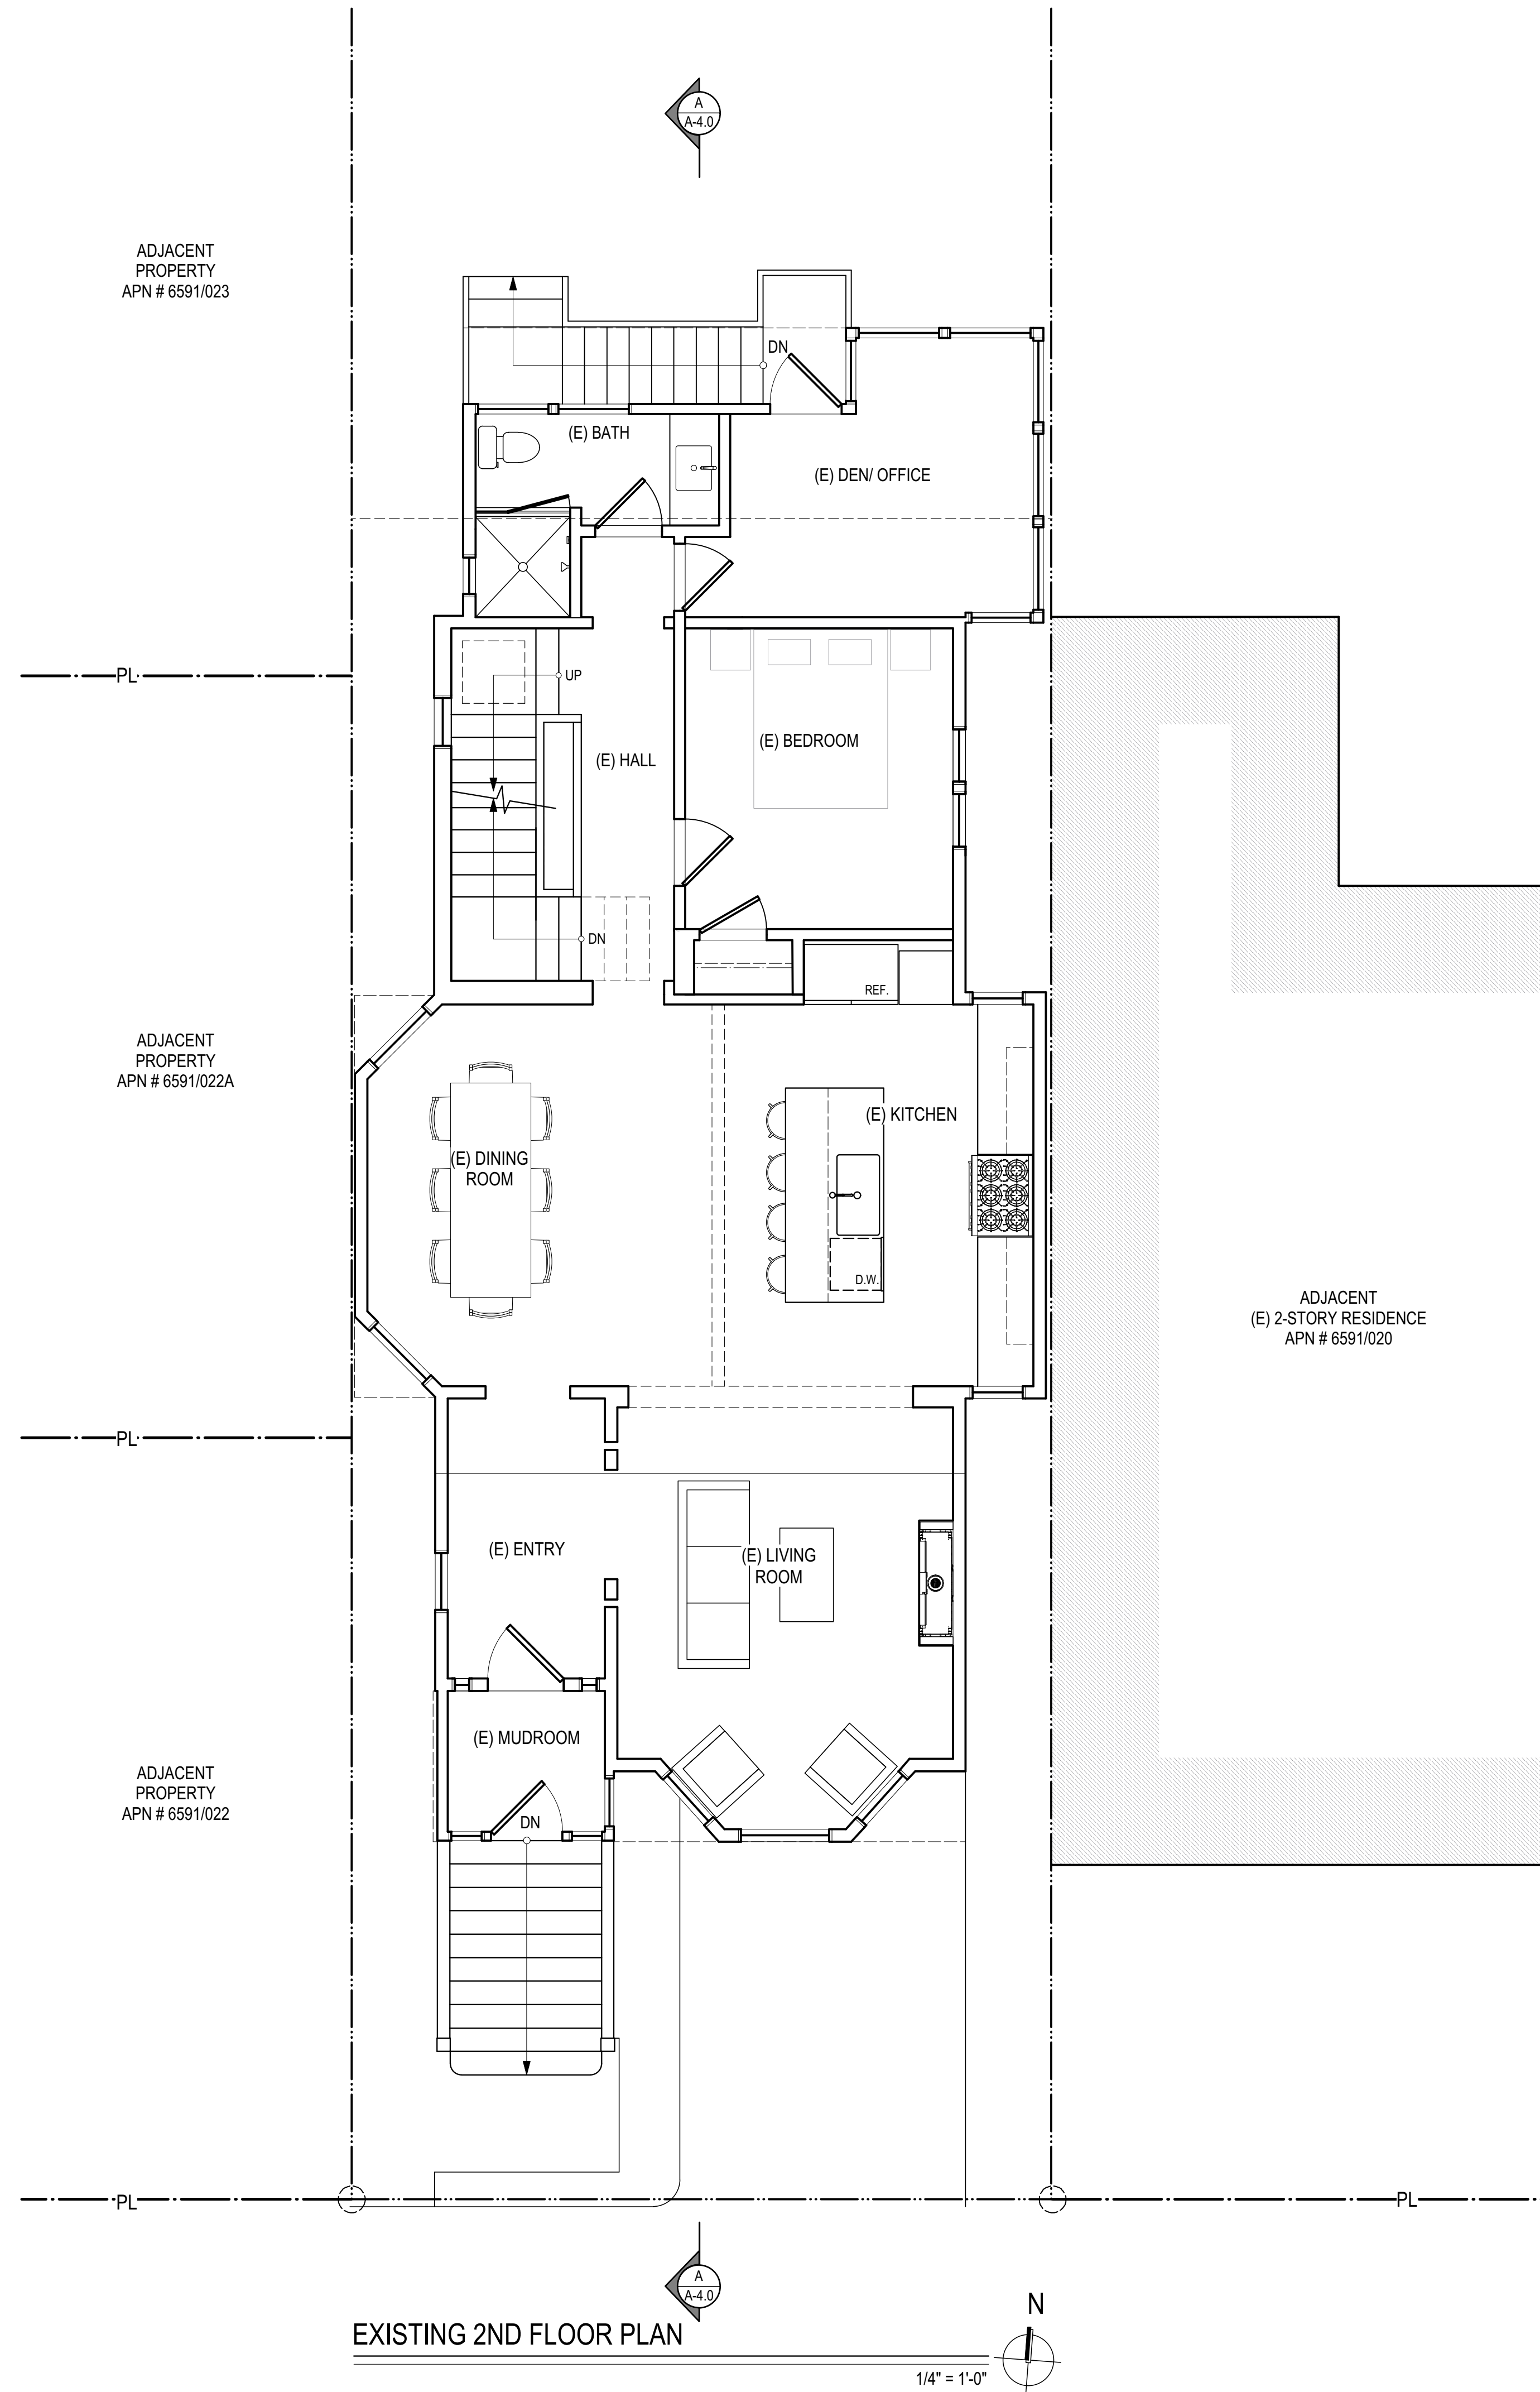 A
A-4.0
ADJACENT
PROPERTY
APN # 6591/023
DN
(E) BATH
(E) DEN/ OFFICE
PL
UP
(E) BEDROOM
(E) HALL
DN
REF.
ADJACENT
PROPERTY
APN # 6591/022A
(E) KITCHEN
(E) DINING
ROOM
D.W.
ADJACENT
(E) 2-STORY RESIDENCE
APN # 6591/020
PL
(E) ENTRY
(E) LIVING
ROOM
(E) MUDROOM
ADJACENT
PROPERTY
APN # 6591/022
DN
PL
PL
A
A-4.0
N
EXISTING 2ND FLOOR PLAN
1/4" = 1'-0"